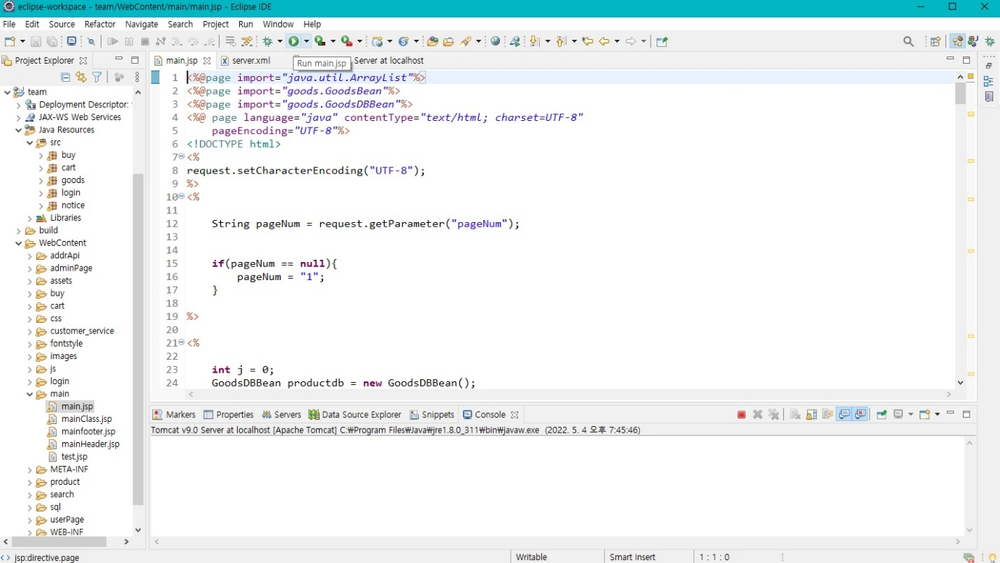 eclipse-workspace - team/WebContent/main/main.jsp - Eclipse IDE
File Edit Source Refactor Navigate Search Project Run Window Help
Project Explorer
team
Deployment Descriptor:
JAX-WS Web Services
Java Resources
src
buy
cart
goods
login
notice
Libraries
build
WebContent
addrApi
adminPage
assets
buy
cart
css
customer_service
fontstyle
images
js
login
main
main.jsp
mainClass.jsp
mainfooter.jsp
mainHeader.jsp
test.jsp
META-INF
product
search
sql
userPage
WEB-INF
main.jsp server.xml Server at localhost
Run main.jsp
1 <%@page import="java.util.ArrayList"%>
2 <%@page import="goods.GoodsBean"%>
3 <%@page import="goods.GoodsDBBean"%>
4 <%@ page language="java" contentType="text/html; charset=UTF-8"
5 pageEncoding="UTF-8"%>
6 <!DOCTYPE html>
7 <%
8 request.setCharacterEncoding("UTF-8");
9 %>
10 <%
11
12 String pageNum = request.getParameter("pageNum");
13
14
15 if(pageNum == null){
16 pageNum = "1";
17 }
18
19 %>
20
21 <%
22
23 int j = 0;
24 GoodsDBBean productdb = new GoodsDBBean();
Markers Properties Servers Data Source Explorer Snippets Console
Tomcat v9.0 Server at localhost [Apache Tomcat] C:₩Program Files₩Java₩jre1.8.0_311₩bin₩javaw.exe (2022. 5. 4 오후 7:45:46)
jsp:directive.page Writable Smart Insert 1 : 1 : 0